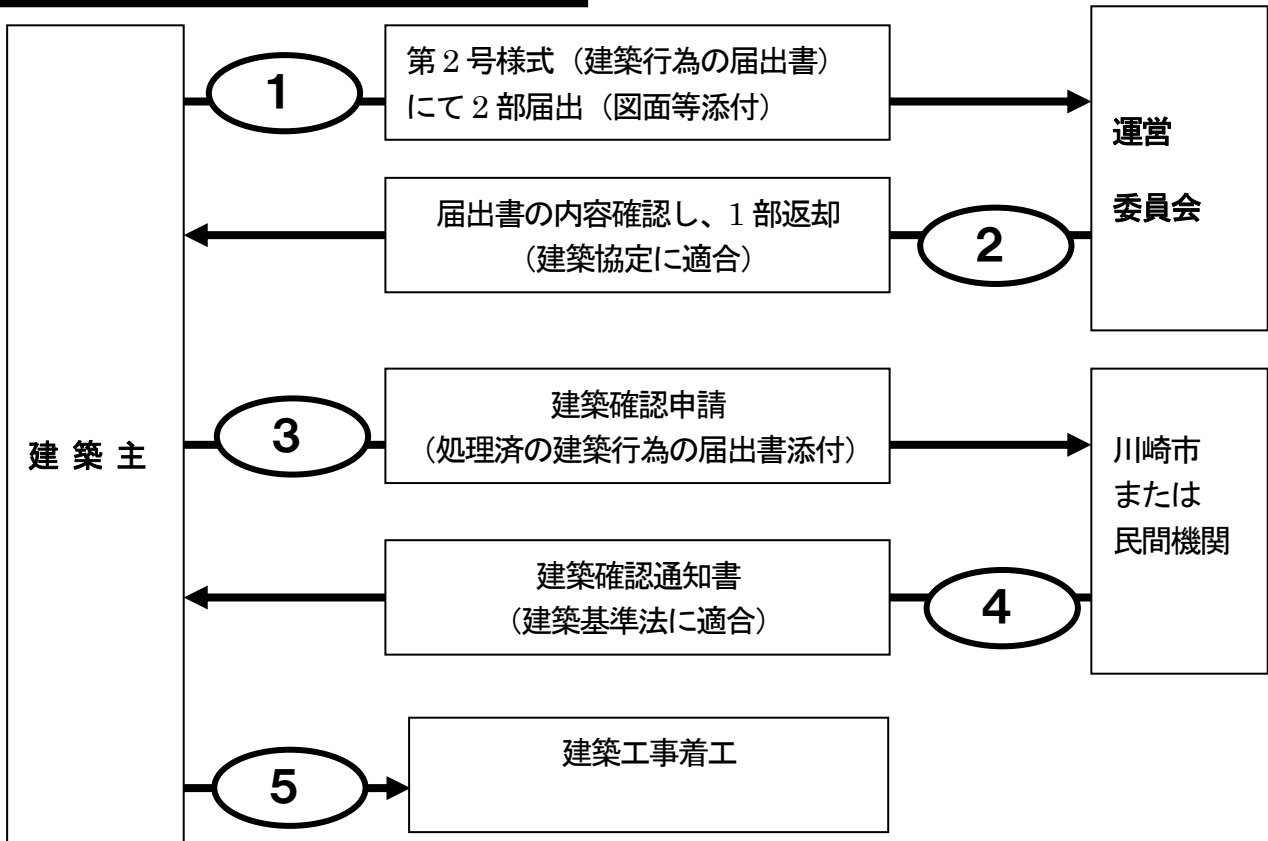 建 築 主
1
第２号様式（建築行為の届出書）
にて２部届出（図面等添付）
運営
委員会
届出書の内容確認し、１部返却
（建築協定に適合）
2
3
建築確認申請
（処理済の建築行為の届出書添付）
川崎市
または
民間機関
建築確認通知書
（建築基準法に適合）
4
5
建築工事着工